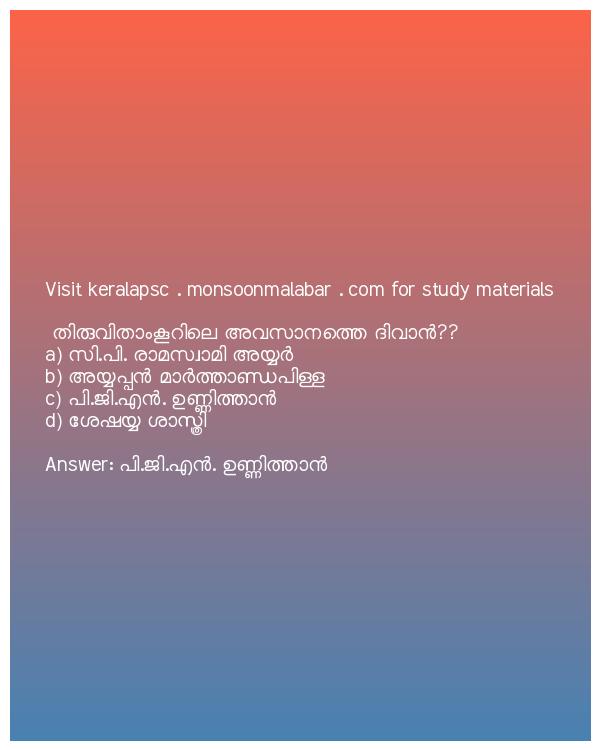 Visit keralapsc . monsoonmalabar . com for study materials
തിരുവിതാംകൂറിലെ അവസാനത്തെ ദിവാൻ??
a) സി.പി. രാമസ്വാമി അയ്യർ
b) അയ്യപ്പൻ മാർത്താണ്ഡപിള്ള
c) പി.ജി.എൻ. ഉണ്ണിത്താൻ
d) ശേഷയ്യ ശാസ്ത്രി
Answer: പി.ജി.എൻ. ഉണ്ണിത്താൻ